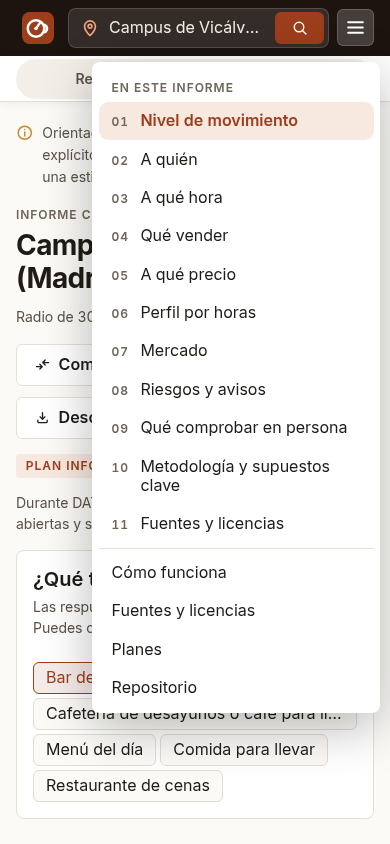 Campus de Vicálv...
Re
EN ESTE INFORME
01 Nivel de movimiento
02 A quién
03 A qué hora
04 Qué vender
05 A qué precio
06 Perfil por horas
07 Mercado
08 Riesgos y avisos
09 Qué comprobar en persona
10 Metodología y supuestos
clave
11 Fuentes y licencias
Cómo funciona
Fuentes y licencias
Planes
Repositorio
Orienta
explícito
una esti
INFORME C
Camp
(Madr
Radio de 30
Com
Desc
PLAN INFO
Durante DA
abiertas y s
¿Qué t
Las respu
Puedes c
Bar de
Cafetería de desayunos o café para ll...
Menú del día
Comida para llevar
Restaurante de cenas